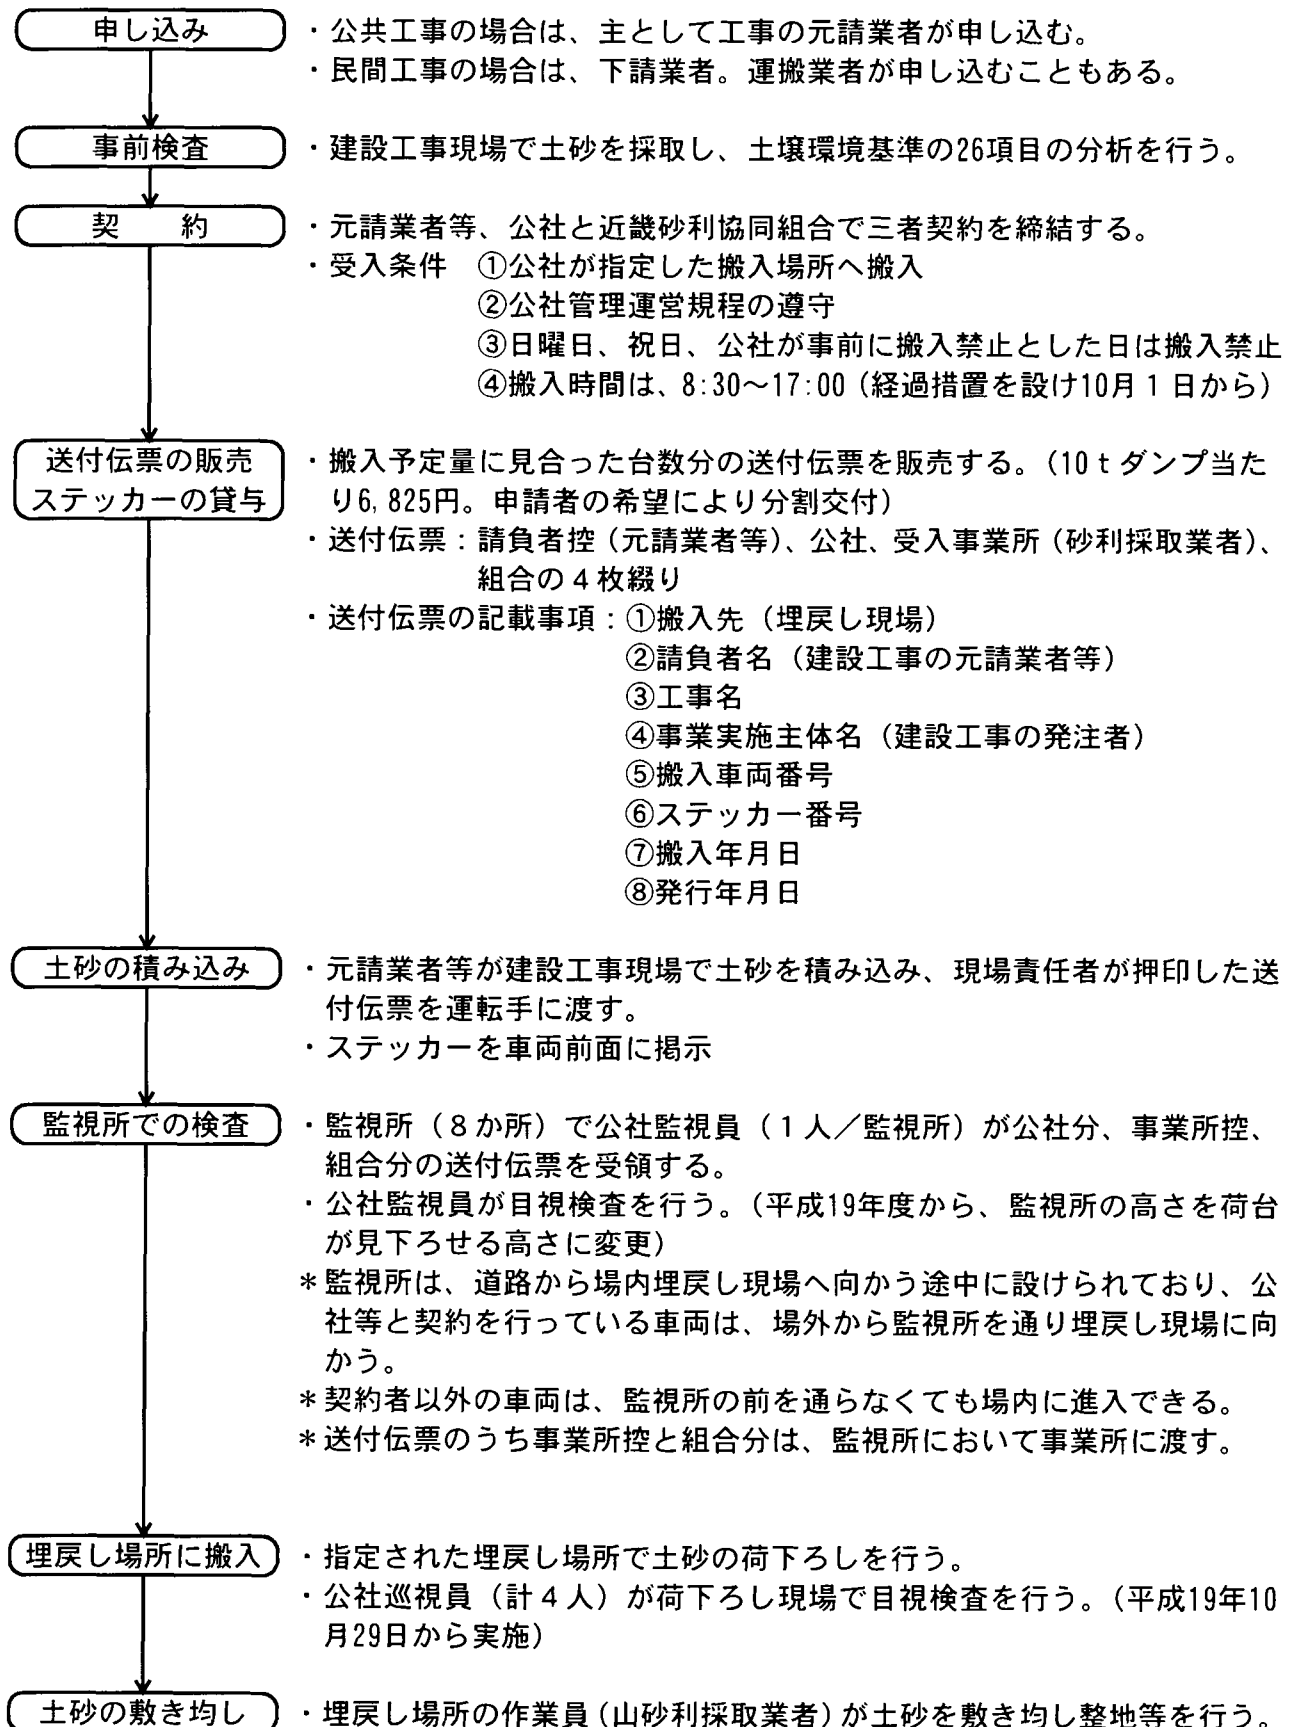 申し込み
・公共工事の場合は、主として工事の元請業者が申し込む。
・民間工事の場合は、下請業者。運搬業者が申し込むこともある。
事前検査
・建設工事現場で土砂を採取し、土壌環境基準の26項目の分析を行う。
契　約
・元請業者等、公社と近畿砂利協同組合で三者契約を締結する。
・受入条件　①公社が指定した搬入場所へ搬入
②公社管理運営規程の遵守
③日曜日、祝日、公社が事前に搬入禁止とした日は搬入禁止
④搬入時間は、8:30～17:00（経過措置を設け10月１日から）
送付伝票の販売
ステッカーの貸与
・搬入予定量に見合った台数分の送付伝票を販売する。（10ｔダンプ当た
り6,825円。申請者の希望により分割交付）
・送付伝票：請負者控（元請業者等）、公社、受入事業所（砂利採取業者）、
組合の４枚綴り
・送付伝票の記載事項：①搬入先（埋戻し現場）
②請負者名（建設工事の元請業者等）
③工事名
④事業実施主体名（建設工事の発注者）
⑤搬入車両番号
⑥ステッカー番号
⑦搬入年月日
⑧発行年月日
土砂の積み込み
・元請業者等が建設工事現場で土砂を積み込み、現場責任者が押印した送
付伝票を運転手に渡す。
・ステッカーを車両前面に掲示
監視所での検査
・監視所（８か所）で公社監視員（１人／監視所）が公社分、事業所控、
組合分の送付伝票を受領する。
・公社監視員が目視検査を行う。（平成19年度から、監視所の高さを荷台
が見下ろせる高さに変更）
＊監視所は、道路から場内埋戻し現場へ向かう途中に設けられており、公
社等と契約を行っている車両は、場外から監視所を通り埋戻し現場に向
かう。
＊契約者以外の車両は、監視所の前を通らなくても場内に進入できる。
＊送付伝票のうち事業所控と組合分は、監視所において事業所に渡す。
埋戻し場所に搬入
・指定された埋戻し場所で土砂の荷下ろしを行う。
・公社巡視員（計４人）が荷下ろし現場で目視検査を行う。（平成19年10
月29日から実施）
土砂の敷き均し
・埋戻し場所の作業員（山砂利採取業者）が土砂を敷き均し整地等を行う。